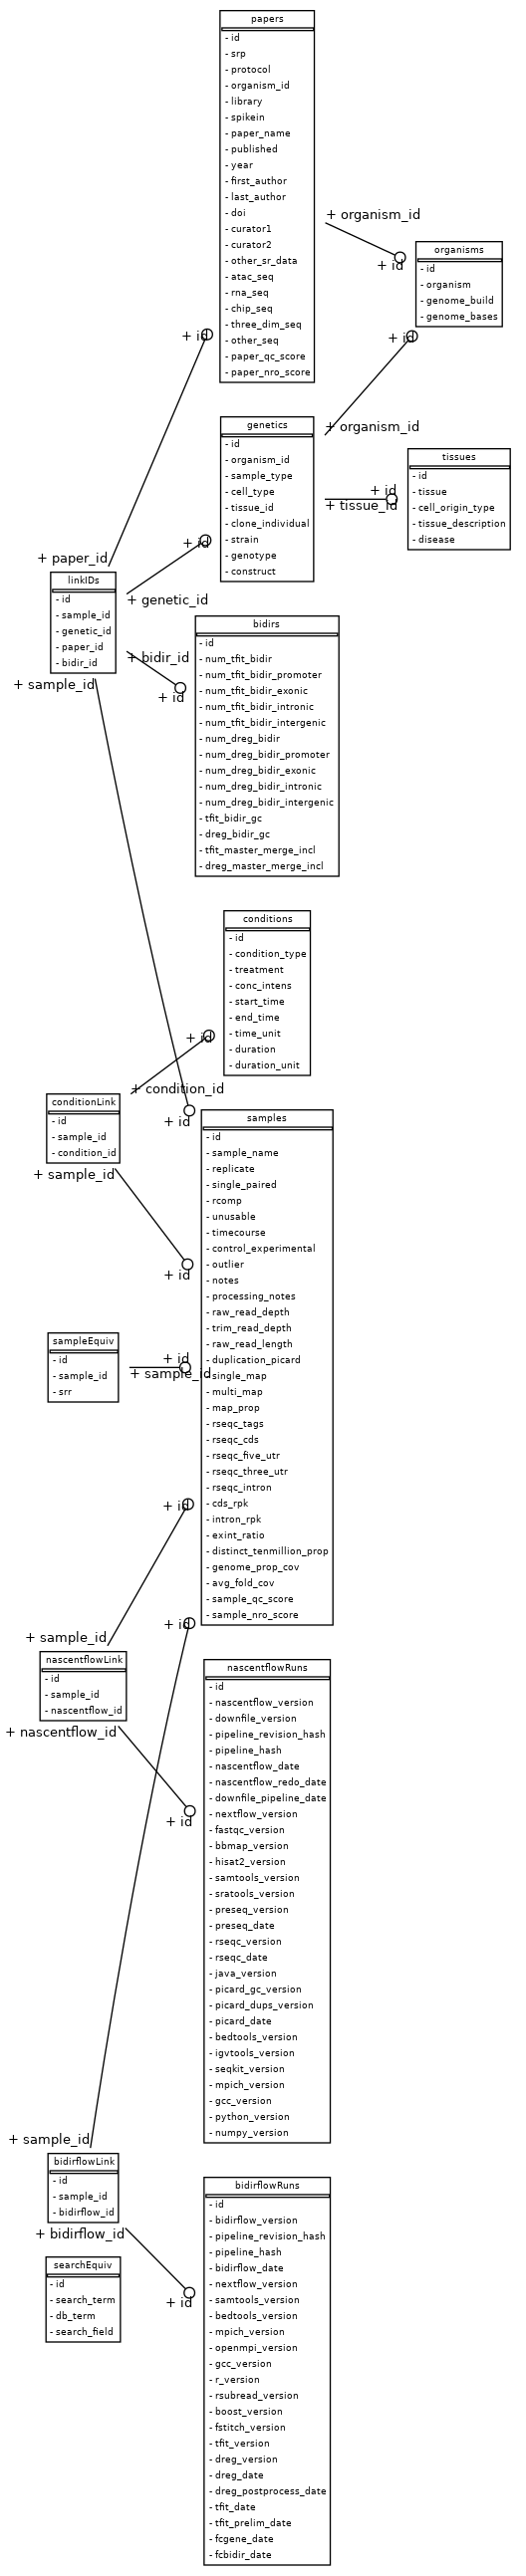 papers
- id
- srp
- protocol
- organism_id
- library
- spikein
- paper_name
- published
- year
- first_author
- last_author
- doi
- curator1
- curator2
- other_sr_data
- atac_seq
- rna_seq
- chip_seq
- three_dim_seq
- other_seq
- paper_qc_score
- paper_nro_score
+ organism_id
+ id
organisms
- id
- organism
- genome_build
- genome_bases
+ id
+ id
+ organism_id
genetics
- id
- organism_id
- sample_type
- cell_type
- tissue_id
- clone_individual
- strain
- genotype
- construct
+ id
+ tissue_id
tissues
- id
- tissue
- cell_origin_type
- tissue_description
- disease
+ id
+ paper_id
+ genetic_id
linkIDs
- id
- sample_id
- genetic_id
- paper_id
- bidir_id
+ bidir_id
+ id
+ sample_id
bidirs
- id
- num_tfit_bidir
- num_tfit_bidir_promoter
- num_tfit_bidir_exonic
- num_tfit_bidir_intronic
- num_tfit_bidir_intergenic
- num_dreg_bidir
- num_dreg_bidir_promoter
- num_dreg_bidir_exonic
- num_dreg_bidir_intronic
- num_dreg_bidir_intergenic
- tfit_bidir_gc
- dreg_bidir_gc
- tfit_master_merge_incl
- dreg_master_merge_incl
conditions
- id
- condition_type
- treatment
- conc_intens
- start_time
- end_time
- time_unit
- duration
- duration_unit
+ id
+ condition_id
conditionLink
- id
- sample_id
- condition_id
+ id
+ sample_id
+ id
samples
- id
- sample_name
- replicate
- single_paired
- rcomp
- unusable
- timecourse
- control_experimental
- outlier
- notes
- processing_notes
- raw_read_depth
- trim_read_depth
- raw_read_length
- duplication_picard
- single_map
- multi_map
- map_prop
- rseqc_tags
- rseqc_cds
- rseqc_five_utr
- rseqc_three_utr
- rseqc_intron
- cds_rpk
- intron_rpk
- exint_ratio
- distinct_tenmillion_prop
- genome_prop_cov
- avg_fold_cov
- sample_qc_score
- sample_nro_score
sampleEquiv
- id
- sample_id
- srr
+ id
+ sample_id
+ id
+ id
+ sample_id
nascentflowLink
- id
- sample_id
- nascentflow_id
+ nascentflow_id
+ id
nascentflowRuns
- id
- nascentflow_version
- downfile_version
- pipeline_revision_hash
- pipeline_hash
- nascentflow_date
- nascentflow_redo_date
- downfile_pipeline_date
- nextflow_version
- fastqc_version
- bbmap_version
- hisat2_version
- samtools_version
- sratools_version
- preseq_version
- preseq_date
- rseqc_version
- rseqc_date
- java_version
- picard_gc_version
- picard_dups_version
- picard_date
- bedtools_version
- igvtools_version
- seqkit_version
- mpich_version
- gcc_version
- python_version
- numpy_version
+ sample_id
bidirflowLink
- id
- sample_id
- bidirflow_id
+ bidirflow_id
+ id
searchEquiv
- id
- search_term
- db_term
- search_field
bidirflowRuns
- id
- bidirflow_version
- pipeline_revision_hash
- pipeline_hash
- bidirflow_date
- nextflow_version
- samtools_version
- bedtools_version
- mpich_version
- openmpi_version
- gcc_version
- r_version
- rsubread_version
- boost_version
- fstitch_version
- tfit_version
- dreg_version
- dreg_date
- dreg_postprocess_date
- tfit_date
- tfit_prelim_date
- fcgene_date
- fcbidir_date